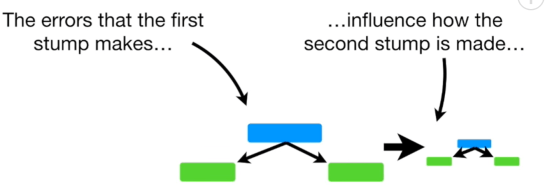 The errors that the first
stump makes…
…influence how the
second stump is made…